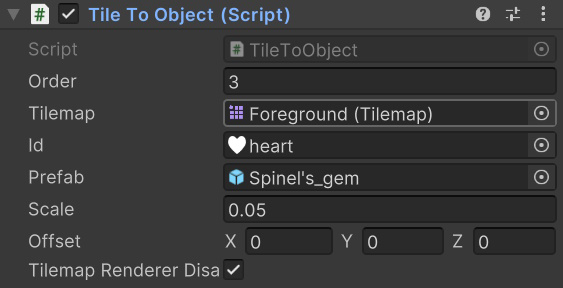 Tile To Object (Script)
Script TileToObject
Order 3
Tilemap Foreground (Tilemap)
Id heart
Prefab Spinel's_gem
Scale 0.05
Offset X 0 Y 0 Z 0
Tilemap Renderer Disa